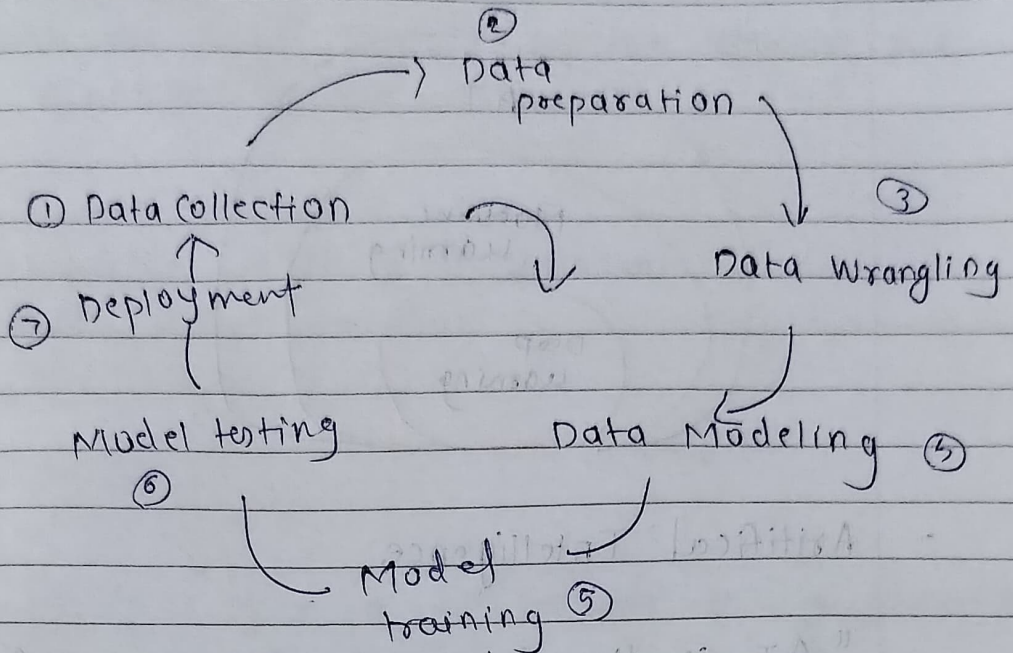 ②
Data
preparation
① Data Collection
③
Data Wrangling
⑦ Deployment
Model testing
⑥
Data Modeling ⑤
Model
training ⑤